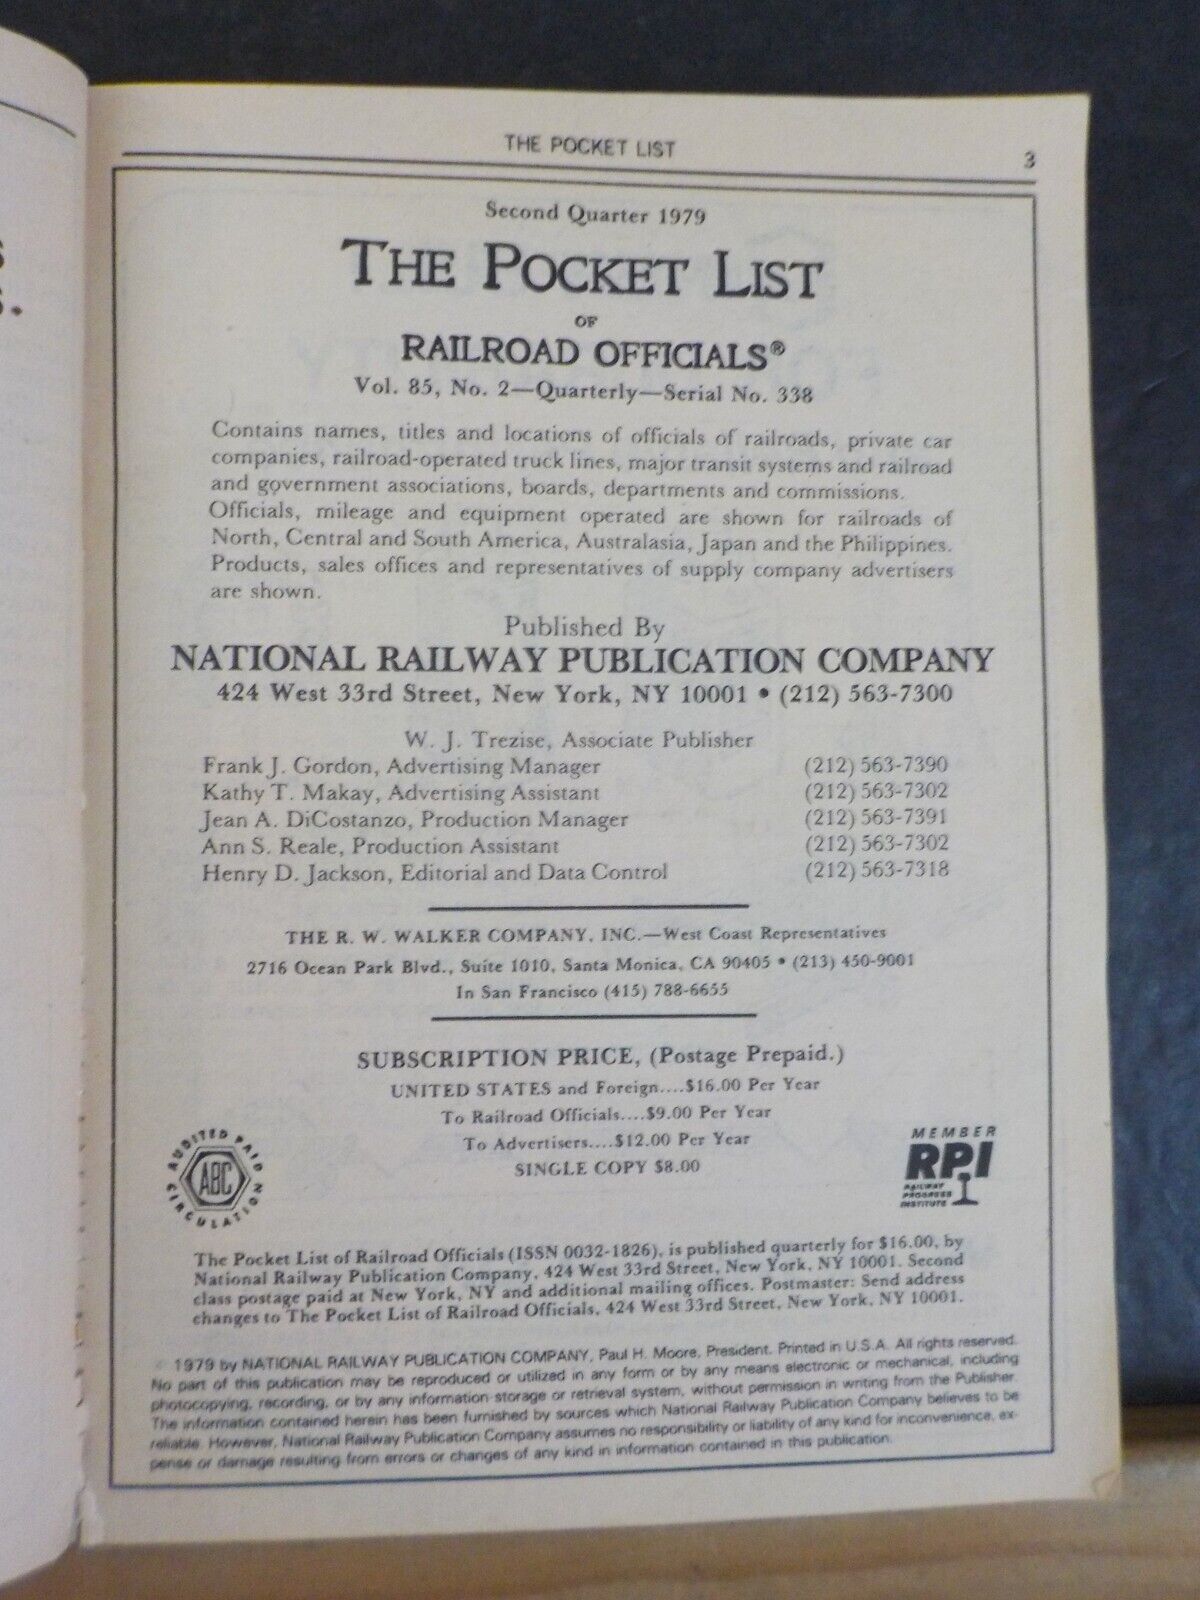 THE POCKET LIST
3
Second Quarter 1979
THE POCKET LIST
OF
RAILROAD OFFICIALS®
Vol. 85, No. 2—Quarterly—Serial No. 338
Contains names, titles and locations of officials of railroads, private car
companies, railroad-operated truck lines, major transit systems and railroad
and government associations, boards, departments and commissions.
Officials, mileage and equipment operated are shown for railroads of
North, Central and South America, Australasia, Japan and the Philippines.
Products, sales offices and representatives of supply company advertisers
are shown.
Published By
NATIONAL RAILWAY PUBLICATION COMPANY
424 West 33rd Street, New York, NY 10001 • (212) 563-7300
W. J. Trezise, Associate Publisher
Frank J. Gordon, Advertising Manager (212) 563-7390
Kathy T. Makay, Advertising Assistant (212) 563-7302
Jean A. DiCostanzo, Production Manager (212) 563-7391
Ann S. Reale, Production Assistant (212) 563-7302
Henry D. Jackson, Editorial and Data Control (212) 563-7318
THE R. W. WALKER COMPANY, INC.—West Coast Representatives
2716 Ocean Park Blvd., Suite 1010, Santa Monica, CA 90405 • (213) 450-9001
In San Francisco (415) 788-6655
SUBSCRIPTION PRICE, (Postage Prepaid.)
UNITED STATES and Foreign....$16.00 Per Year
To Railroad Officials....$9.00 Per Year
To Advertisers....$12.00 Per Year
SINGLE COPY $8.00
AUDITED PAID
ABC
CIRCULATION
MEMBER
RPI
RAILWAY
PROGRESS
INSTITUTE
The Pocket List of Railroad Officials (ISSN 0032-1826), is published quarterly for $16.00, by
National Railway Publication Company, 424 West 33rd Street, New York, NY 10001. Second
class postage paid at New York, NY and additional mailing offices. Postmaster: Send address
changes to The Pocket List of Railroad Officials, 424 West 33rd Street, New York, NY 10001.
© 1979 by NATIONAL RAILWAY PUBLICATION COMPANY, Paul H. Moore, President. Printed in U.S.A. All rights reserved.
No part of this publication may be reproduced or utilized in any form or by any means electronic or mechanical, including
photocopying, recording, or by any information storage or retrieval system, without permission in writing from the Publisher.
The information contained herein has been furnished by sources which National Railway Publication Company believes to be
reliable. However, National Railway Publication Company assumes no responsibility or liability of any kind for inconvenience, ex-
pense or damage resulting from errors or changes of any kind in information contained in this publication.